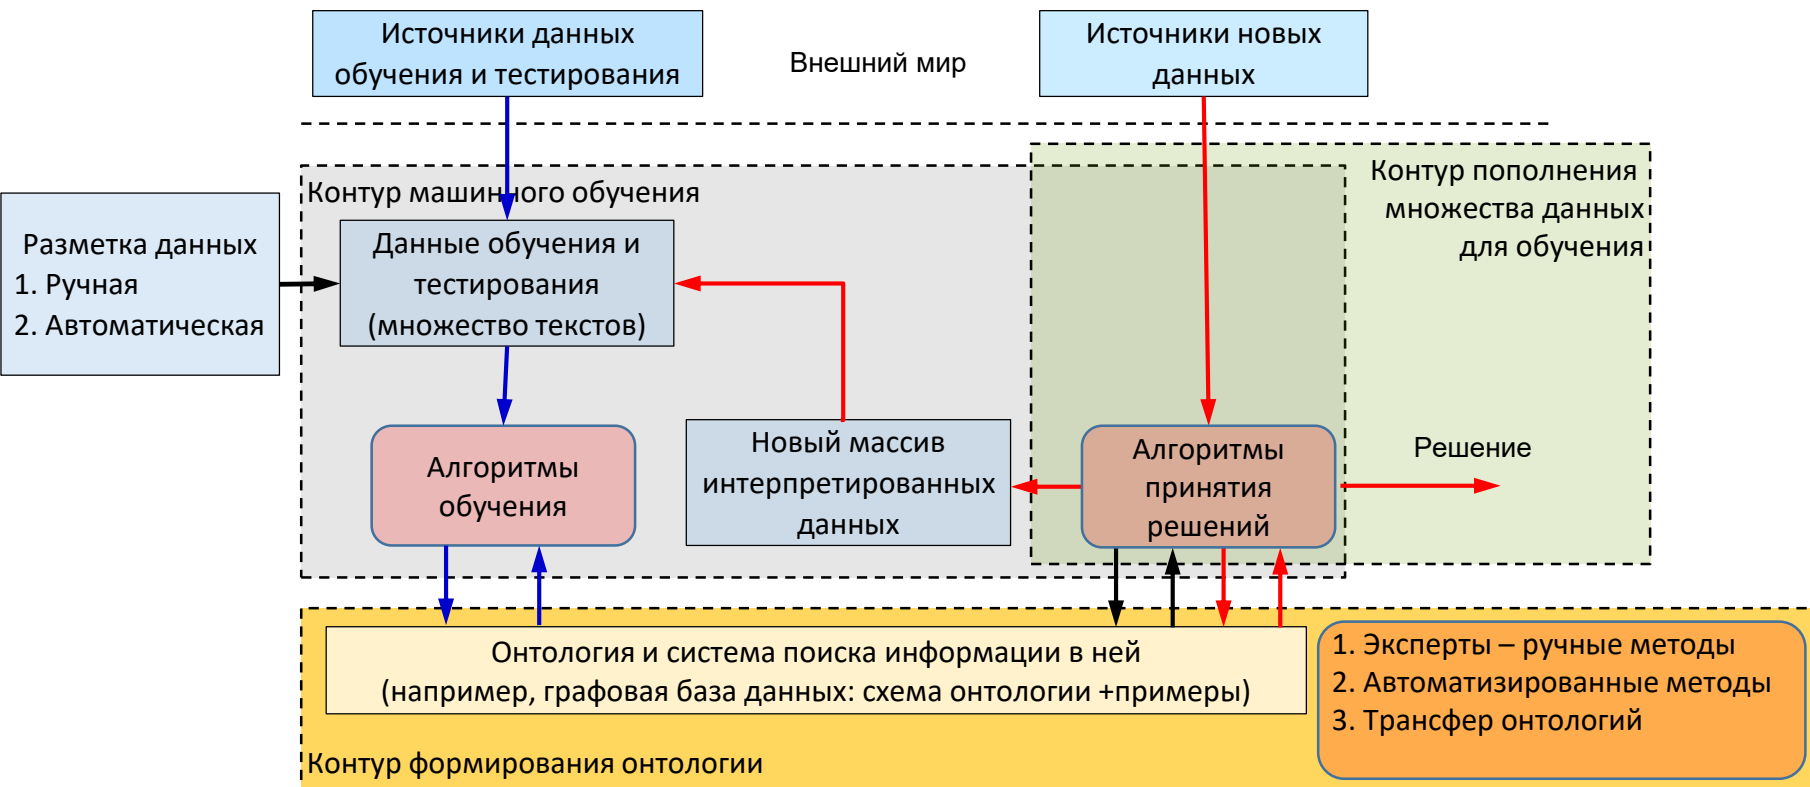 Источники данных
обучения и тестирования
Внешний мир
Источники новых
данных
Контур машинного обучения
Контур пополнения
множества данных
для обучения
Разметка данных
1. Ручная
2. Автоматическая
Данные обучения и
тестирования
(множество текстов)
Алгоритмы
обучения
Новый массив
интерпретированных
данных
Алгоритмы
принятия
решений
Решение
Онтология и система поиска информации в ней
(например, графовая база данных: схема онтологии +примеры)
1. Эксперты – ручные методы
2. Автоматизированные методы
3. Трансфер онтологий
Контур формирования онтологии